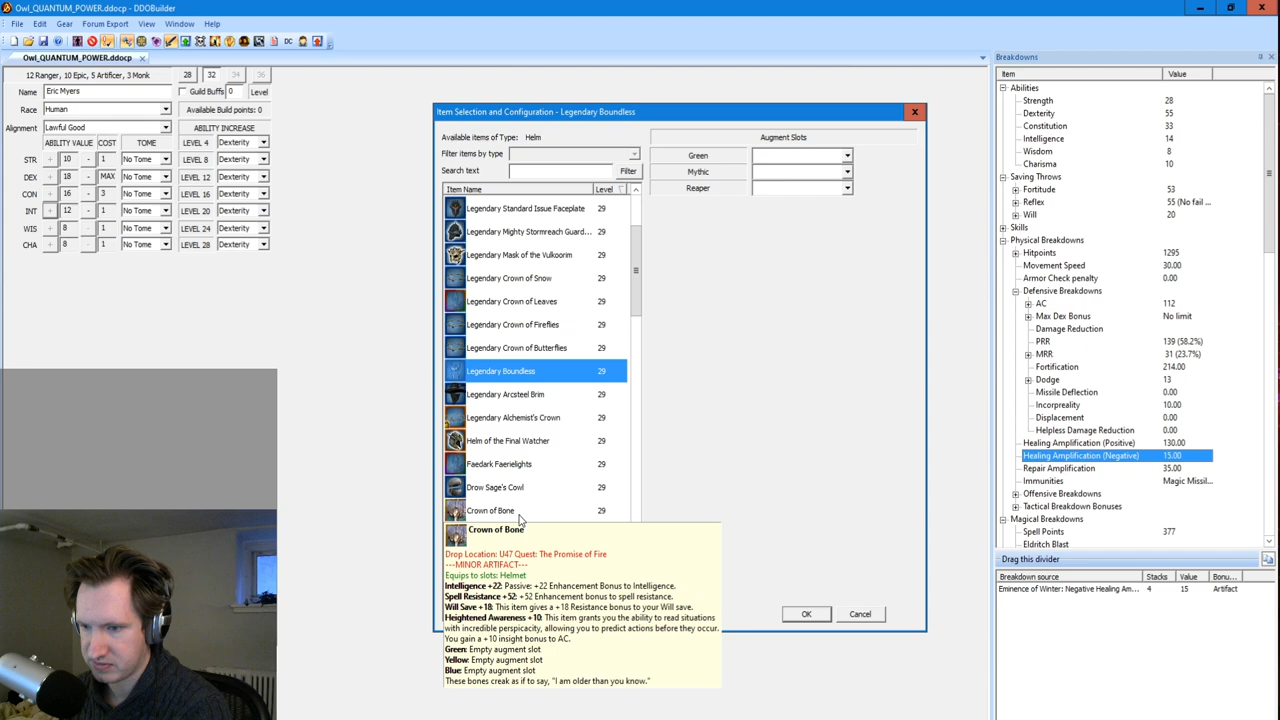 Owl_QUANTUM_POWER.ddocp - DDOBuilder
File Edit Gear Forum Export View Window Help
Owl_QUANTUM_POWER.ddocp
12 Ranger, 10 Epic, 5 Artificer, 3 Monk 28 32 34 36
Name Eric Myers Guild Buffs 0 Level
Race Human Available Build points: 0
Alignment Lawful Good ABILITY INCREASE
ABILITY VALUE COST TOME LEVEL 4 Dexterity
STR + 10 - 1 No Tome LEVEL 8 Dexterity
DEX + 18 - MAX No Tome LEVEL 12 Dexterity
CON + 16 - 3 No Tome LEVEL 16 Dexterity
INT + 12 - 1 No Tome LEVEL 20 Dexterity
WIS + 8 - 1 No Tome LEVEL 24 Dexterity
CHA + 8 - 1 No Tome LEVEL 28 Dexterity
Item Selection and Configuration - Legendary Boundless
Available items of Type: Helm
Filter items by type
Search text Filter
Item Name Level
Legendary Standard Issue Faceplate 29
Legendary Mighty Stormreach Guard... 29
Legendary Mask of the Vulkoorim 29
Legendary Crown of Snow 29
Legendary Crown of Leaves 29
Legendary Crown of Fireflies 29
Legendary Crown of Butterflies 29
Legendary Boundless 29
Legendary Arcsteel Brim 29
Legendary Alchemist's Crown 29
Helm of the Final Watcher 29
Faedark Faerielights 29
Drow Sage's Cowl 29
Crown of Bone 29
Augment Slots
Green
Mythic
Reaper
Crown of Bone
Drop Location: U47 Quest: The Promise of Fire
---MINOR ARTIFACT---
Equips to slots: Helmet
Intelligence +22: Passive: +22 Enhancement Bonus to Intelligence.
Spell Resistance +52: +52 Enhancement bonus to spell resistance.
Will Save +18: This item gives a +18 Resistance bonus to your Will save.
Heightened Awareness +10: This item grants you the ability to read situations
with incredible perspicacity, allowing you to predict actions before they occur.
You gain a +10 insight bonus to AC.
Green: Empty augment slot
Yellow: Empty augment slot
Blue: Empty augment slot
These bones creak as if to say, "I am older than you know."
OK Cancel
Breakdowns
Item Value
Abilities
Strength 28
Dexterity 55
Constitution 33
Intelligence 14
Wisdom 8
Charisma 10
Saving Throws
Fortitude 53
Reflex 55 (No fail ...
Will 20
Skills
Physical Breakdowns
Hitpoints 1295
Movement Speed 30.00
Armor Check penalty 0.00
Defensive Breakdowns
AC 112
Max Dex Bonus No limit
Damage Reduction
PRR 139 (58.2%)
MRR 31 (23.7%)
Fortification 214.00
Dodge 13
Missile Deflection 0.00
Incorpreality 10.00
Displacement 0.00
Helpless Damage Reduction 0.00
Healing Amplification (Positive) 130.00
Healing Amplification (Negative) 15.00
Repair Amplification 35.00
Immunities Magic Missil...
Offensive Breakdowns
Tactical Breakdown Bonuses
Magical Breakdowns
Spell Points 377
Eldritch Blast
Drag this divider
Breakdown source Stacks Value Bonu...
Eminence of Winter: Negative Healing Am... 4 15 Artifact